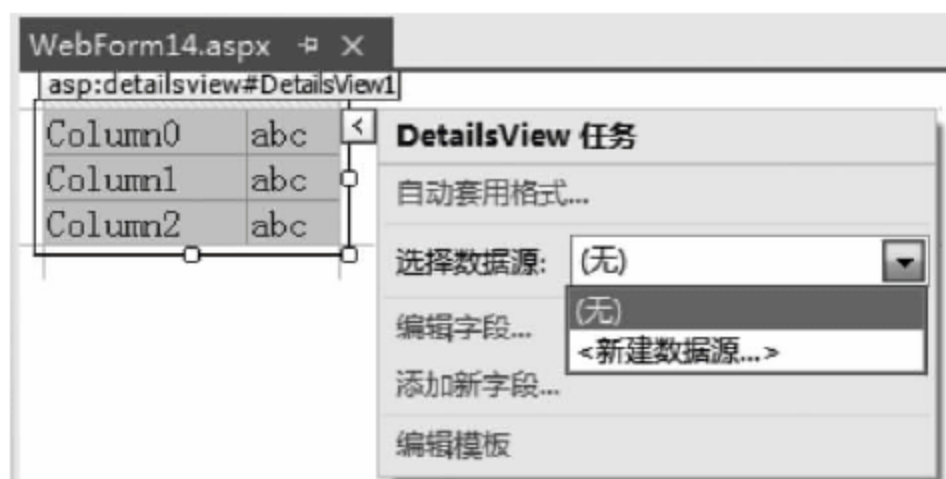 WebForm14.aspx
asp:detailsview#DetailsView1
Column0 abc
Column1 abc
Column2 abc
DetailsView 任务
自动套用格式...
选择数据源: (无)
(无)
<新建数据源...>
编辑字段...
添加新字段...
编辑模板